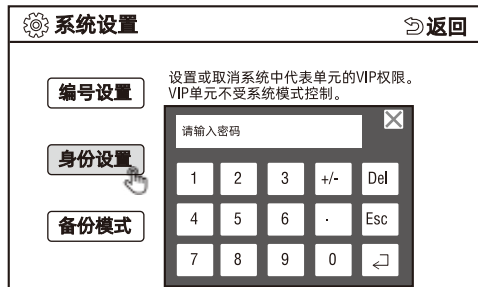 系统设置 返回
编号设置
身份设置
备份模式
设置或取消系统中代表单元的VIP权限。
VIP单元不受系统模式控制。
请输入密码
1 2 3 +/- Del
4 5 6 · Esc
7 8 9 0